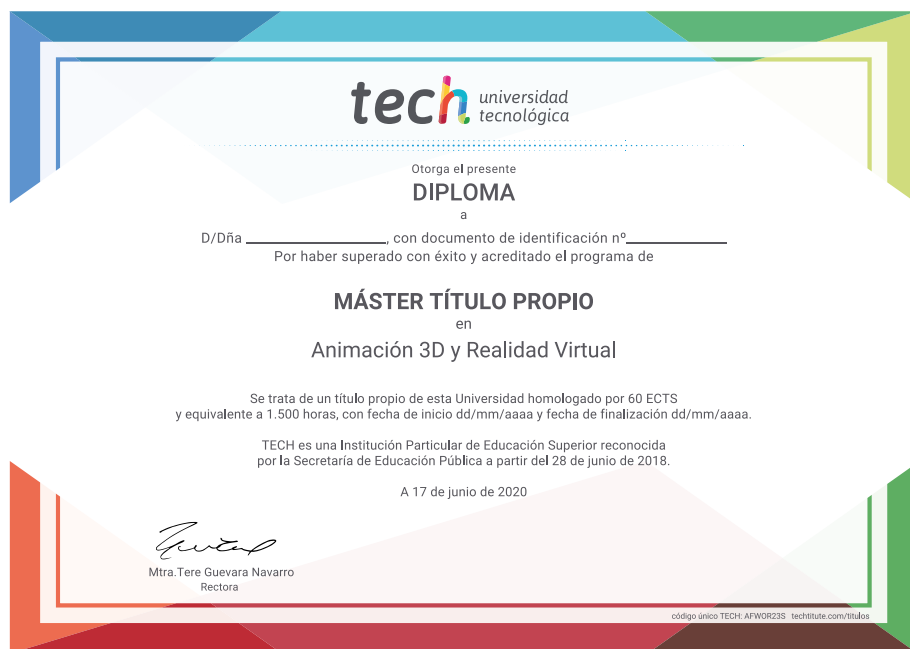 tech universidad
tecnológica
Otorga el presente
DIPLOMA
a
D/Dña ________________, con documento de identificación nº____________
Por haber superado con éxito y acreditado el programa de
MÁSTER TÍTULO PROPIO
en
Animación 3D y Realidad Virtual
Se trata de un título propio de esta Universidad homologado por 60 ECTS
y equivalente a 1.500 horas, con fecha de inicio dd/mm/aaaa y fecha de finalización dd/mm/aaaa.
TECH es una Institución Particular de Educación Superior reconocida
por la Secretaría de Educación Pública a partir del 28 de junio de 2018.
A 17 de junio de 2020
Mtra.Tere Guevara Navarro
Rectora
código único TECH: AFWOR23S techtitute.com/titulos